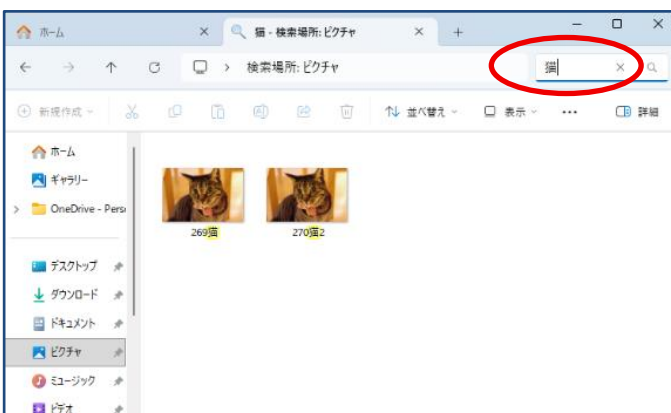 ホーム
猫 - 検索場所: ピクチャ
検索場所: ピクチャ
猫
新規作成
並べ替え
表示
詳細
ホーム
ギャラリー
OneDrive - Pers
デスクトップ
ダウンロード
ドキュメント
ピクチャ
ミュージック
ビデオ
269猫
270猫2